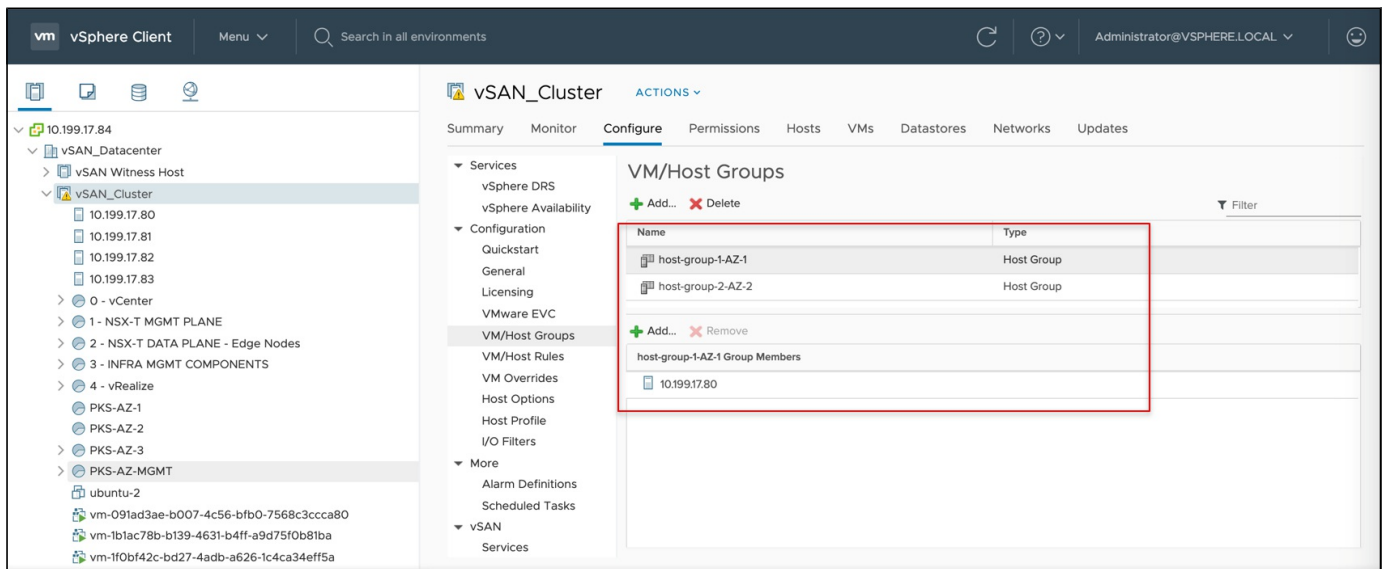 vm vSphere Client Menu Search in all environments Administrator@VSPHERE.LOCAL
10.199.17.84
vSAN_Datacenter
vSAN Witness Host
vSAN_Cluster
10.199.17.80
10.199.17.81
10.199.17.82
10.199.17.83
0 - vCenter
1 - NSX-T MGMT PLANE
2 - NSX-T DATA PLANE - Edge Nodes
3 - INFRA MGMT COMPONENTS
4 - vRealize
PKS-AZ-1
PKS-AZ-2
PKS-AZ-3
PKS-AZ-MGMT
ubuntu-2
vm-091ad3ae-b007-4c56-bfb0-7568c3ccca80
vm-1b1ac78b-b139-4631-b4ff-a9d75f0b81ba
vm-1f0bf42c-bd27-4adb-a626-1c4ca34eff5a
vSAN_Cluster ACTIONS
Summary Monitor Configure Permissions Hosts VMs Datastores Networks Updates
Services
vSphere DRS
vSphere Availability
Configuration
Quickstart
General
Licensing
VMware EVC
VM/Host Groups
VM/Host Rules
VM Overrides
Host Options
Host Profile
I/O Filters
More
Alarm Definitions
Scheduled Tasks
vSAN
Services
VM/Host Groups
Add... Delete Filter
Name Type
host-group-1-AZ-1 Host Group
host-group-2-AZ-2 Host Group
Add... Remove
host-group-1-AZ-1 Group Members
10.199.17.80